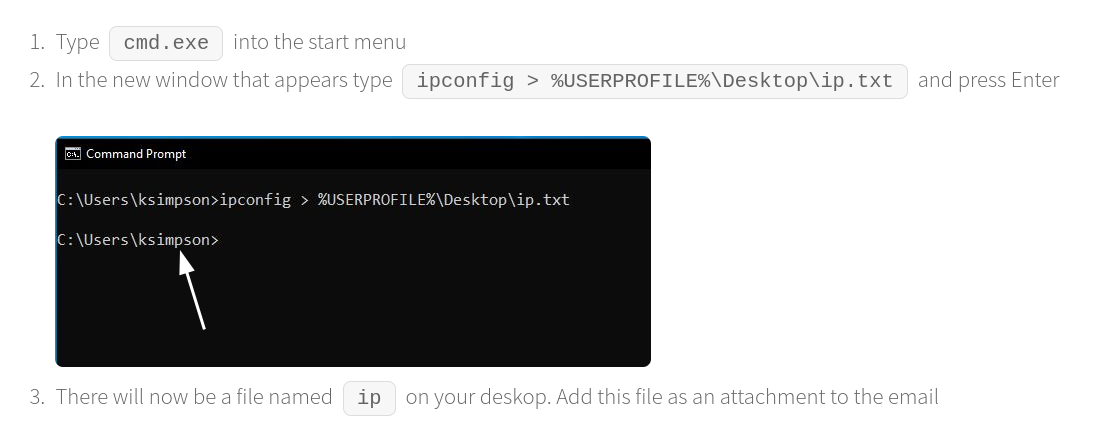 1. Type cmd.exe into the start menu
2. In the new window that appears type ipconfig > %USERPROFILE%\Desktop\ip.txt and press Enter
C:\. Command Prompt
C:\Users\ksimpson>ipconfig > %USERPROFILE%\Desktop\ip.txt
C:\Users\ksimpson>
3. There will now be a file named ip on your deskop. Add this file as an attachment to the email